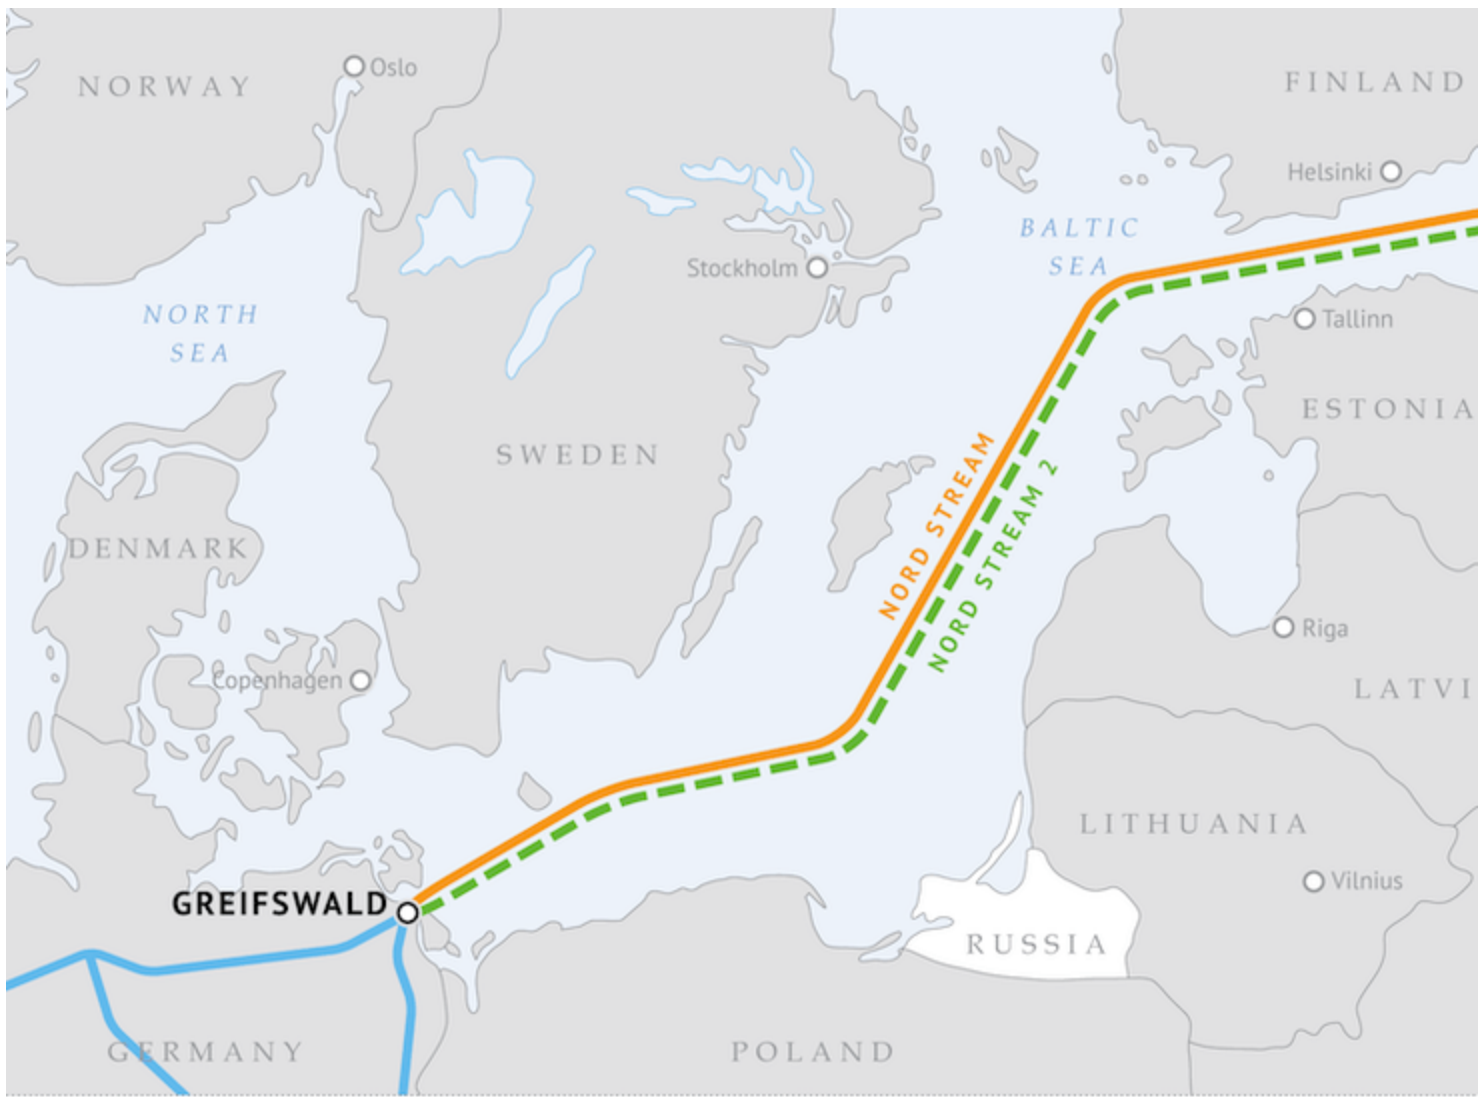 NORWAY
Oslo
FINLAND
Helsinki
BALTIC
SEA
Stockholm
NORTH
SEA
Tallinn
ESTONIA
SWEDEN
NORD STREAM
NORD STREAM 2
DENMARK
Riga
Copenhagen
LATVI
LITHUANIA
Vilnius
GREIFSWALD
RUSSIA
GERMANY
POLAND